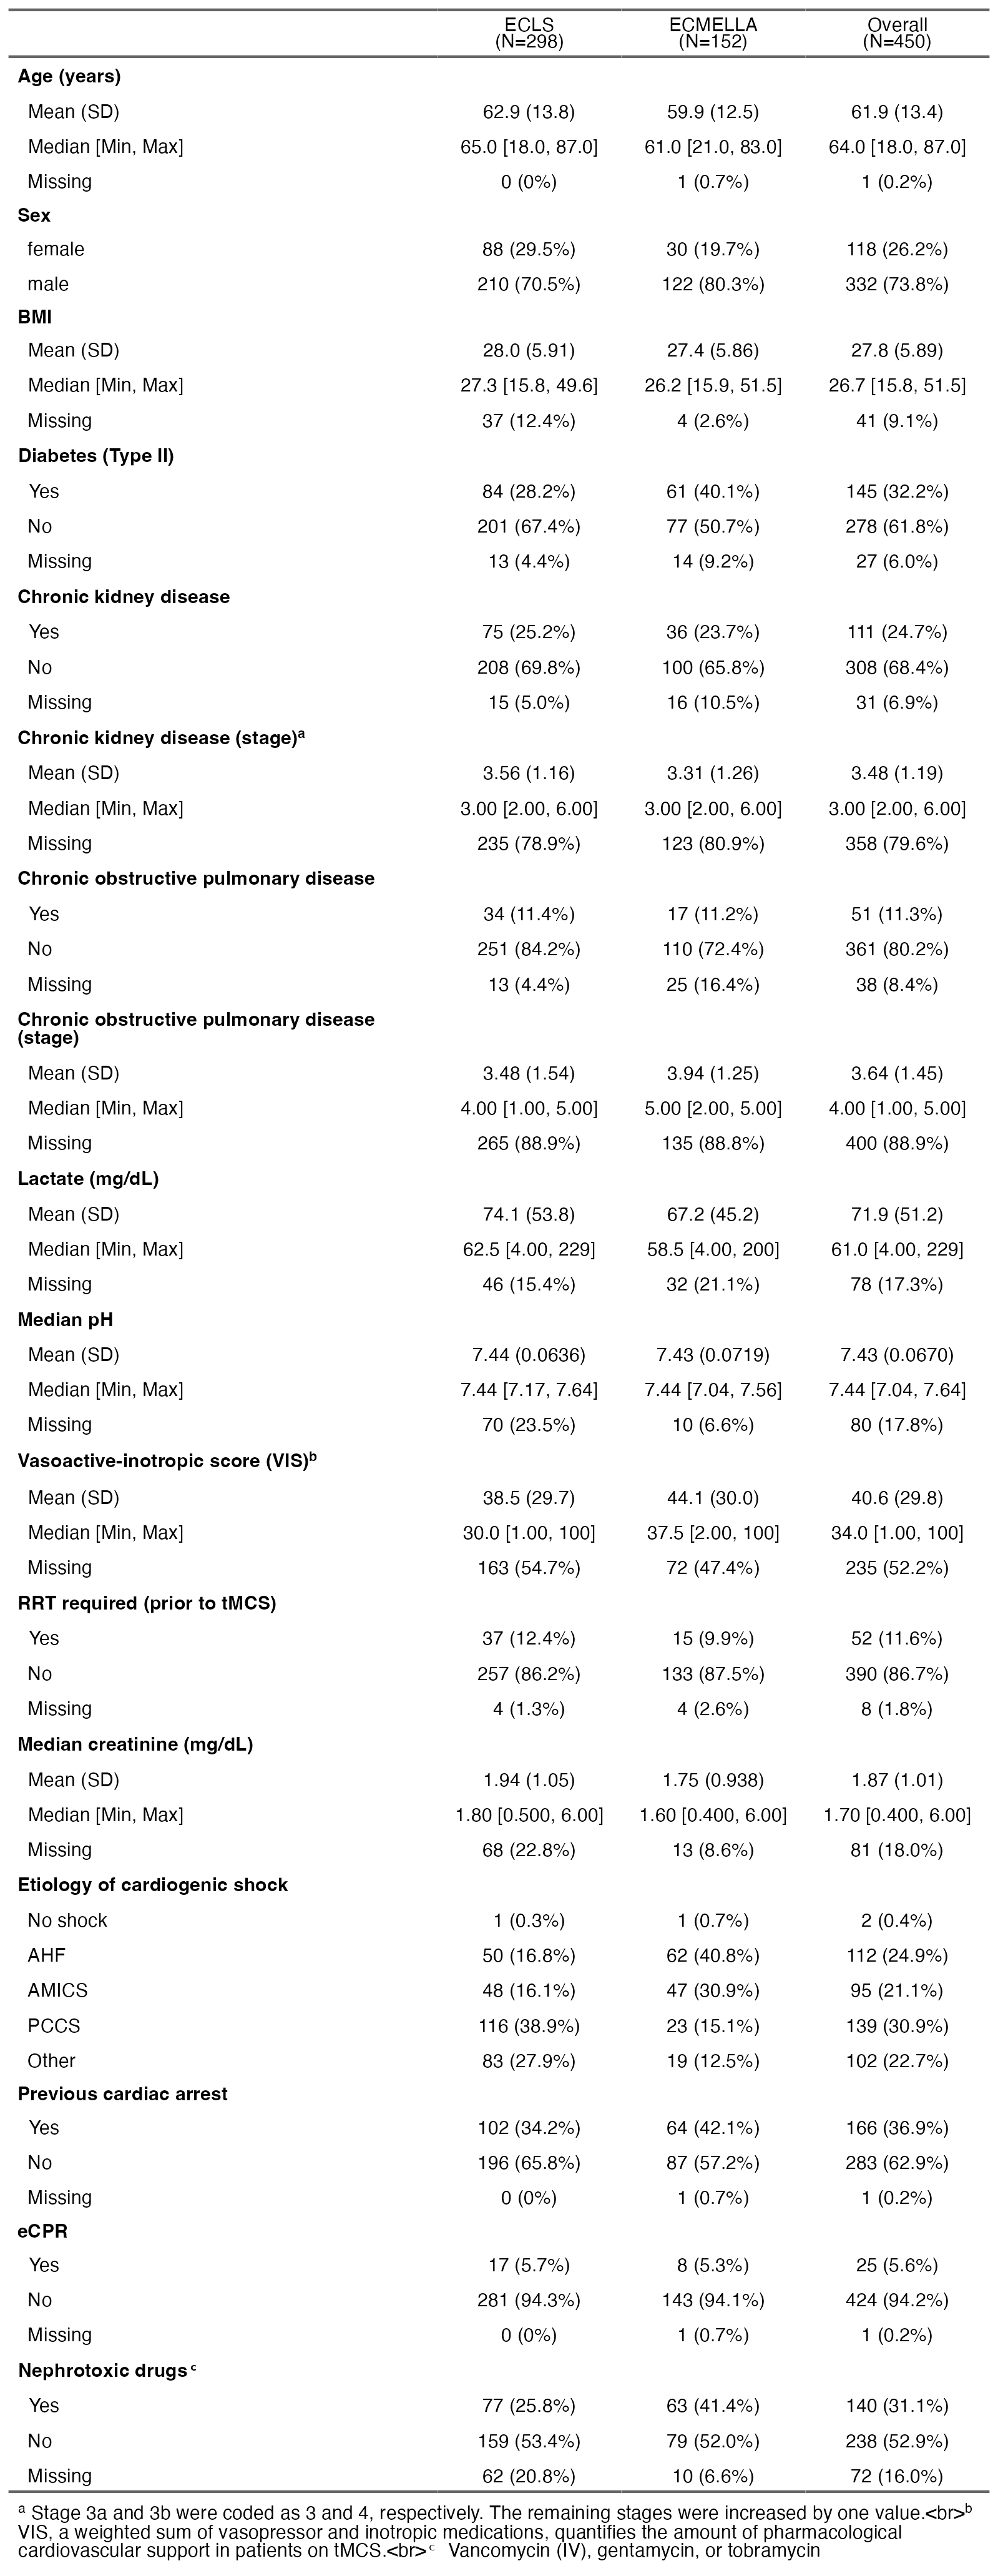 ECLS ECMELLA Overall
(N=298) (N=152) (N=450)
Age (years)
Mean (SD) 62.9 (13.8) 59.9 (12.5) 61.9 (13.4)
Median [Min, Max] 65.0 [18.0, 87.0] 61.0 [21.0, 83.0] 64.0 [18.0, 87.0]
Missing 0 (0%) 1 (0.7%) 1 (0.2%)
Sex
female 88 (29.5%) 30 (19.7%) 118 (26.2%)
male 210 (70.5%) 122 (80.3%) 332 (73.8%)
BMI
Mean (SD) 28.0 (5.91) 27.4 (5.86) 27.8 (5.89)
Median [Min, Max] 27.3 [15.8, 49.6] 26.2 [15.9, 51.5] 26.7 [15.8, 51.5]
Missing 37 (12.4%) 4 (2.6%) 41 (9.1%)
Diabetes (Type II)
Yes 84 (28.2%) 61 (40.1%) 145 (32.2%)
No 201 (67.4%) 77 (50.7%) 278 (61.8%)
Missing 13 (4.4%) 14 (9.2%) 27 (6.0%)
Chronic kidney disease
Yes 75 (25.2%) 36 (23.7%) 111 (24.7%)
No 208 (69.8%) 100 (65.8%) 308 (68.4%)
Missing 15 (5.0%) 16 (10.5%) 31 (6.9%)
Chronic kidney disease (stage)ᵃ
Mean (SD) 3.56 (1.16) 3.31 (1.26) 3.48 (1.19)
Median [Min, Max] 3.00 [2.00, 6.00] 3.00 [2.00, 6.00] 3.00 [2.00, 6.00]
Missing 235 (78.9%) 123 (80.9%) 358 (79.6%)
Chronic obstructive pulmonary disease
Yes 34 (11.4%) 17 (11.2%) 51 (11.3%)
No 251 (84.2%) 110 (72.4%) 361 (80.2%)
Missing 13 (4.4%) 25 (16.4%) 38 (8.4%)
Chronic obstructive pulmonary disease
(stage)
Mean (SD) 3.48 (1.54) 3.94 (1.25) 3.64 (1.45)
Median [Min, Max] 4.00 [1.00, 5.00] 5.00 [2.00, 5.00] 4.00 [1.00, 5.00]
Missing 265 (88.9%) 135 (88.8%) 400 (88.9%)
Lactate (mg/dL)
Mean (SD) 74.1 (53.8) 67.2 (45.2) 71.9 (51.2)
Median [Min, Max] 62.5 [4.00, 229] 58.5 [4.00, 200] 61.0 [4.00, 229]
Missing 46 (15.4%) 32 (21.1%) 78 (17.3%)
Median pH
Mean (SD) 7.44 (0.0636) 7.43 (0.0719) 7.43 (0.0670)
Median [Min, Max] 7.44 [7.17, 7.64] 7.44 [7.04, 7.56] 7.44 [7.04, 7.64]
Missing 70 (23.5%) 10 (6.6%) 80 (17.8%)
Vasoactive-inotropic score (VIS)ᵇ
Mean (SD) 38.5 (29.7) 44.1 (30.0) 40.6 (29.8)
Median [Min, Max] 30.0 [1.00, 100] 37.5 [2.00, 100] 34.0 [1.00, 100]
Missing 163 (54.7%) 72 (47.4%) 235 (52.2%)
RRT required (prior to tMCS)
Yes 37 (12.4%) 15 (9.9%) 52 (11.6%)
No 257 (86.2%) 133 (87.5%) 390 (86.7%)
Missing 4 (1.3%) 4 (2.6%) 8 (1.8%)
Median creatinine (mg/dL)
Mean (SD) 1.94 (1.05) 1.75 (0.938) 1.87 (1.01)
Median [Min, Max] 1.80 [0.500, 6.00] 1.60 [0.400, 6.00] 1.70 [0.400, 6.00]
Missing 68 (22.8%) 13 (8.6%) 81 (18.0%)
Etiology of cardiogenic shock
No shock 1 (0.3%) 1 (0.7%) 2 (0.4%)
AHF 50 (16.8%) 62 (40.8%) 112 (24.9%)
AMICS 48 (16.1%) 47 (30.9%) 95 (21.1%)
PCCS 116 (38.9%) 23 (15.1%) 139 (30.9%)
Other 83 (27.9%) 19 (12.5%) 102 (22.7%)
Previous cardiac arrest
Yes 102 (34.2%) 64 (42.1%) 166 (36.9%)
No 196 (65.8%) 87 (57.2%) 283 (62.9%)
Missing 0 (0%) 1 (0.7%) 1 (0.2%)
eCPR
Yes 17 (5.7%) 8 (5.3%) 25 (5.6%)
No 281 (94.3%) 143 (94.1%) 424 (94.2%)
Missing 0 (0%) 1 (0.7%) 1 (0.2%)
Nephrotoxic drugsᶜ
Yes 77 (25.8%) 63 (41.4%) 140 (31.1%)
No 159 (53.4%) 79 (52.0%) 238 (52.9%)
Missing 62 (20.8%) 10 (6.6%) 72 (16.0%)
ᵃ Stage 3a and 3b were coded as 3 and 4, respectively. The remaining stages were increased by one value.<br>ᵇ
VIS, a weighted sum of vasopressor and inotropic medications, quantifies the amount of pharmacological
cardiovascular support in patients on tMCS.<br>ᶜ Vancomycin (IV), gentamycin, or tobramycin